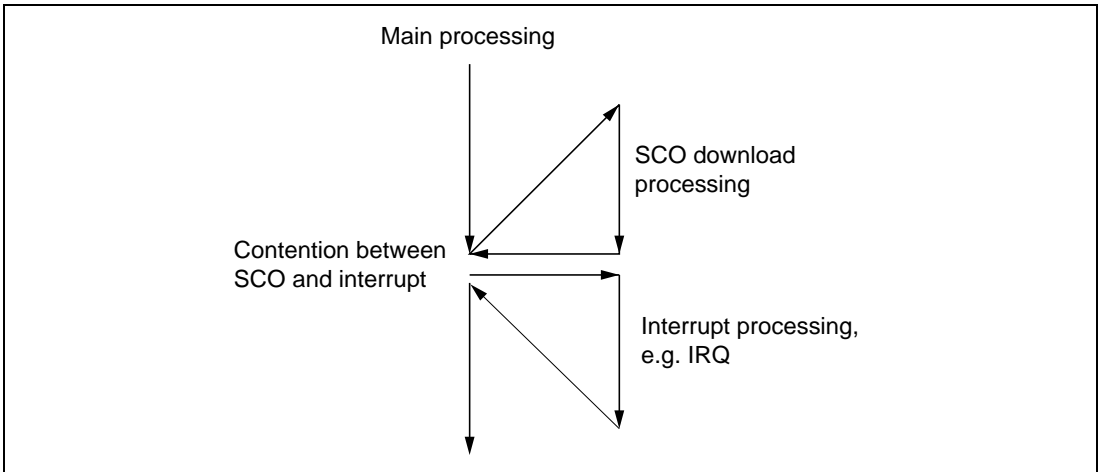 Main processing
SCO download
processing
Contention between
SCO and interrupt
Interrupt processing,
e.g. IRQ